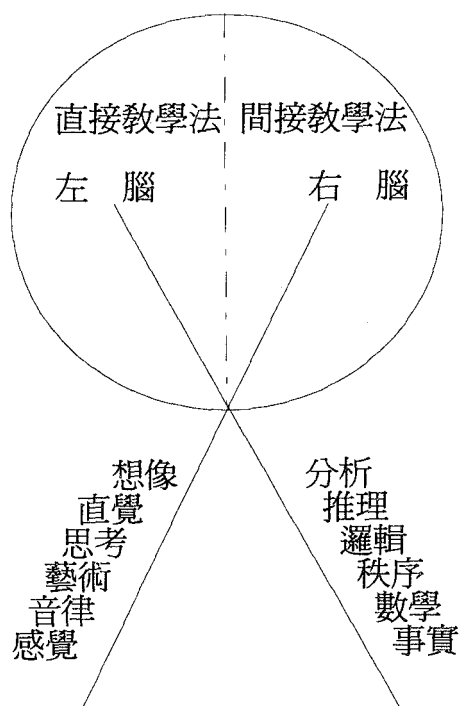 直接教學法 間接教學法
左 腦 右 腦
想像
直覺
思考
藝術
音律
感覺
分析
推理
邏輯
秩序
數學
事實